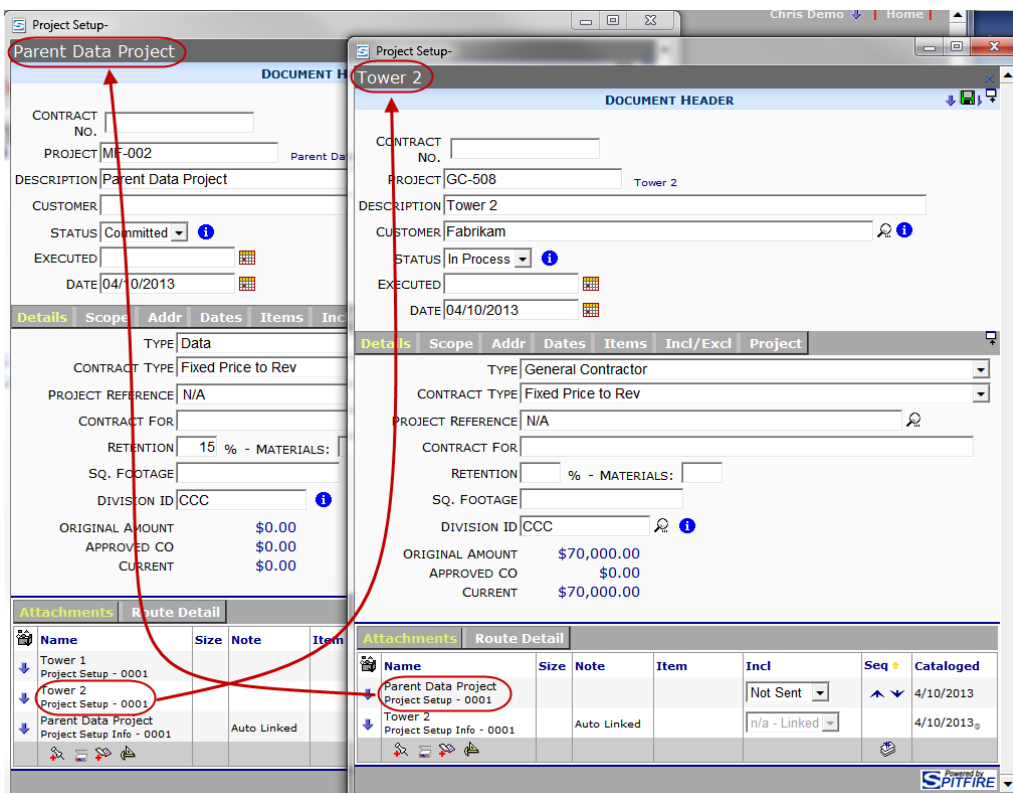 Chris Demo | Home |
Project Setup-
Parent Data Project
DOCUMENT H
CONTRACT NO.
PROJECT MF-002 Parent Da
DESCRIPTION Parent Data Project
CUSTOMER
STATUS Committed
EXECUTED
DATE 04/10/2013
Details Scope Addr Dates Items Inc
TYPE Data
CONTRACT TYPE Fixed Price to Rev
PROJECT REFERENCE N/A
CONTRACT FOR
RETENTION 15 % - MATERIALS:
SQ. FOOTAGE
DIVISION ID CCC
ORIGINAL AMOUNT $0.00
APPROVED CO $0.00
CURRENT $0.00
Attachments Route Detail
Name Size Note Item
Tower 1
Project Setup - 0001
Tower 2
Project Setup - 0001
Parent Data Project
Project Setup Info - 0001 Auto Linked
Project Setup-
Tower 2
DOCUMENT HEADER
CONTRACT NO.
PROJECT GC-508 Tower 2
DESCRIPTION Tower 2
CUSTOMER Fabrikam
STATUS In Process
EXECUTED
DATE 04/10/2013
Details Scope Addr Dates Items Incl/Excl Project
TYPE General Contractor
CONTRACT TYPE Fixed Price to Rev
PROJECT REFERENCE N/A
CONTRACT FOR
RETENTION % - MATERIALS:
SQ. FOOTAGE
DIVISION ID CCC
ORIGINAL AMOUNT $70,000.00
APPROVED CO $0.00
CURRENT $70,000.00
Attachments Route Detail
Name Size Note Item Incl Seq Cataloged
Parent Data Project
Project Setup - 0001 Not Sent 4/10/2013
Tower 2
Project Setup Info - 0001 Auto Linked n/a - Linked 4/10/2013
Powered by
SPITFIRE